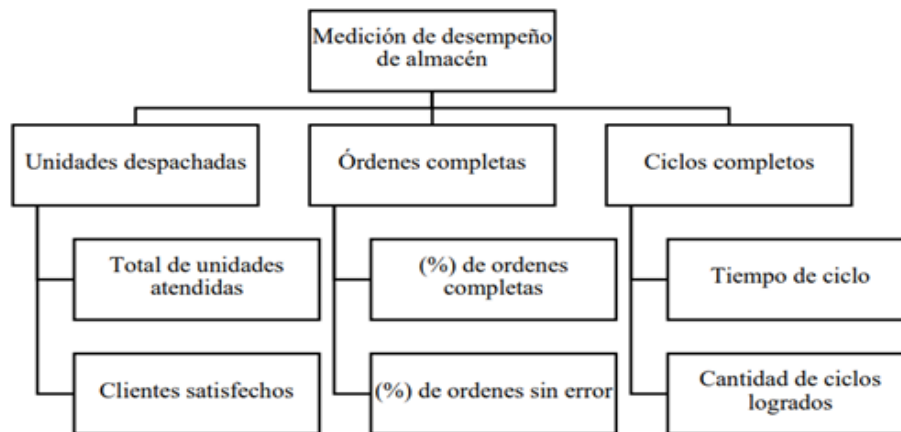 Medición de desempeño
de almacén
Unidades despachadas
Órdenes completas
Ciclos completos
Total de unidades
atendidas
(%) de ordenes
completas
Tiempo de ciclo
Clientes satisfechos
(%) de ordenes sin error
Cantidad de ciclos
logrados